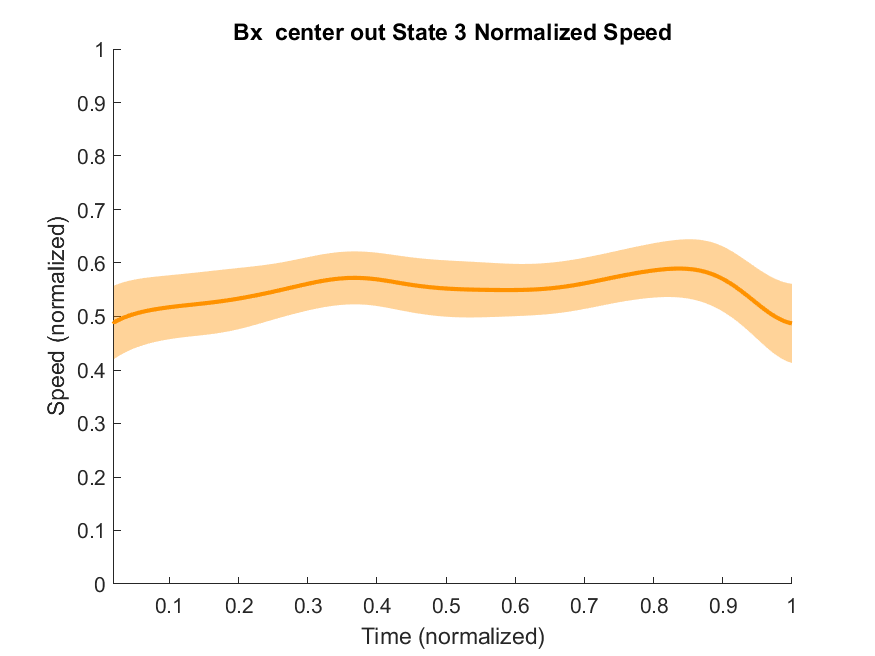 Bx  center out State 3 Normalized Speed
1
0.9
0.8
0.7
0.6
0.5
0.4
0.3
0.2
0.1
0
Speed (normalized)
0.1 0.2 0.3 0.4 0.5 0.6 0.7 0.8 0.9 1
Time (normalized)